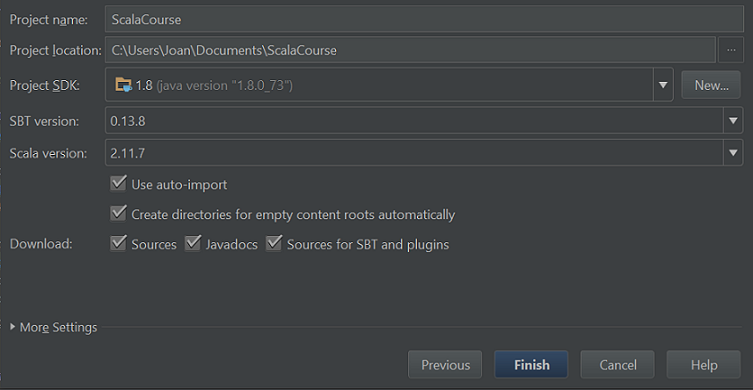 Project name: ScalaCourse
Project location: C:\Users\Joan\Documents\ScalaCourse ...
Project SDK: 1.8 (java version "1.8.0_73") New...
SBT version: 0.13.8
Scala version: 2.11.7
Use auto-import
Create directories for empty content roots automatically
Download: Sources Javadocs Sources for SBT and plugins
More Settings
Previous Finish Cancel Help